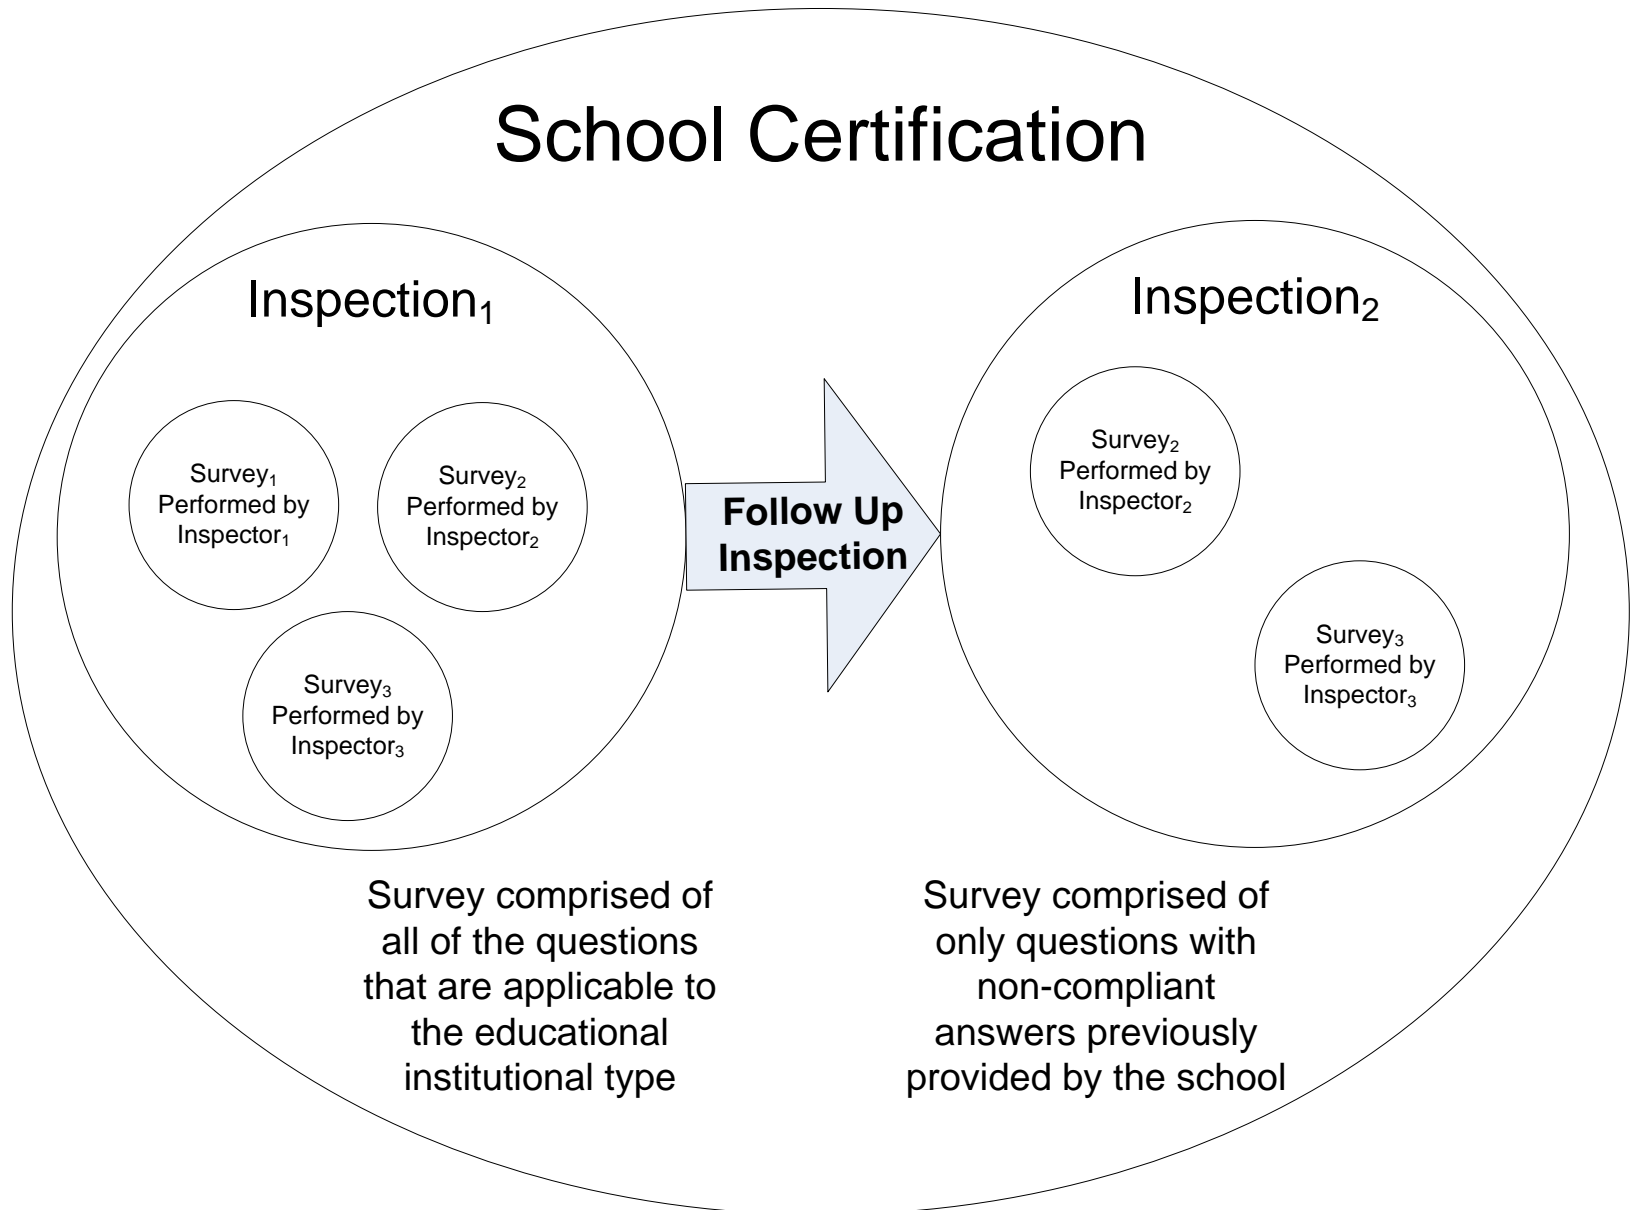 School Certification
Inspection₁
Survey₁
Performed by
Inspector₁
Survey₂
Performed by
Inspector₂
Survey₃
Performed by
Inspector₃
Follow Up
Inspection
Inspection₂
Survey₂
Performed by
Inspector₂
Survey₃
Performed by
Inspector₃
Survey comprised of
all of the questions
that are applicable to
the educational
institutional type
Survey comprised of
only questions with
non-compliant
answers previously
provided by the school